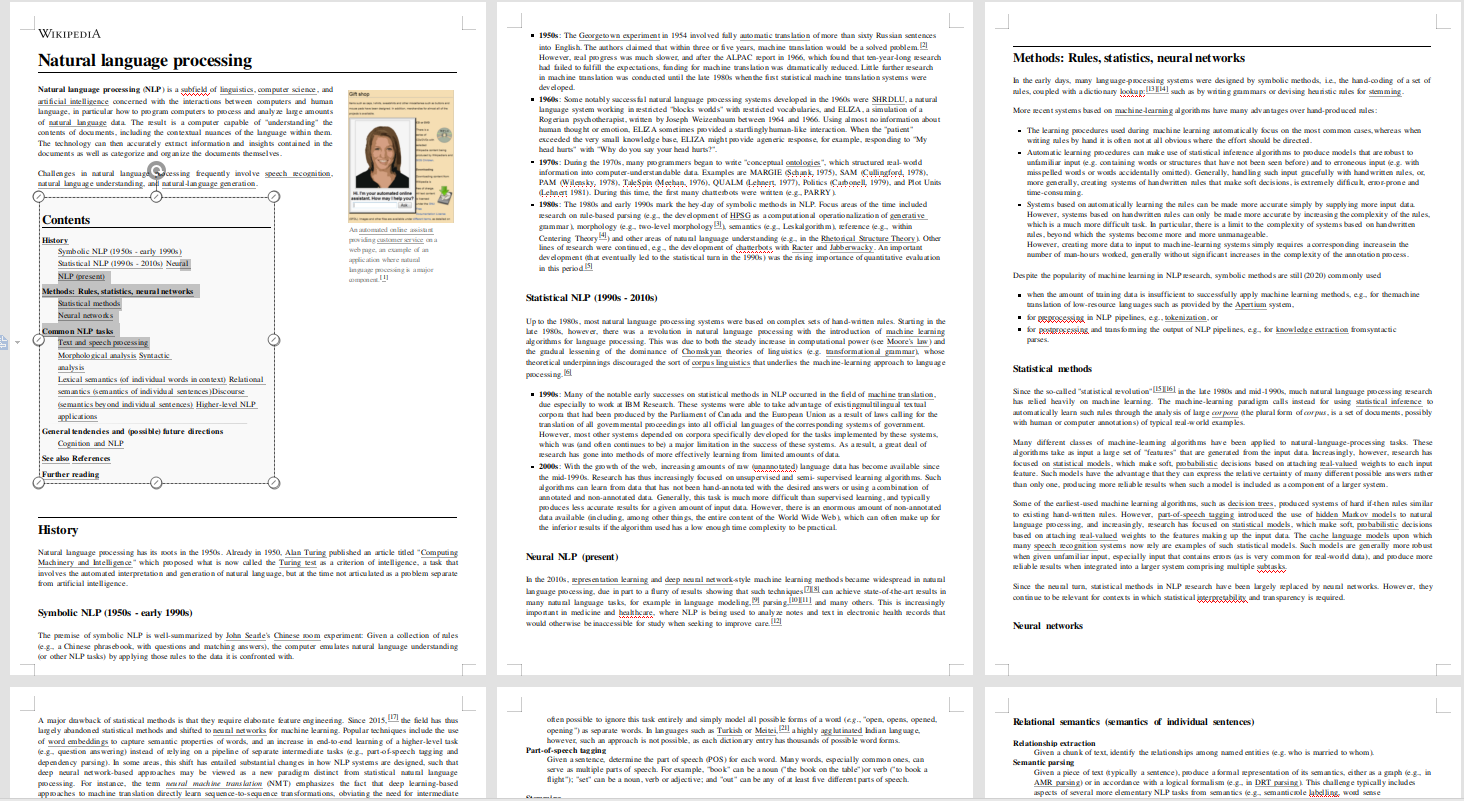 WIKIPEDIA
Natural language processing
Natural language processing (NLP) is a subfield of linguistics, computer science, and
artificial intelligence concerned with the interactions between computers and human
language, in particular how to program computers to process and analyze large amounts
of natural language data. The result is a computer capable of "understanding" the
contents of documents, including the contextual nuances of the language within them.
The technology can then accurately extract information and insights contained in the
documents as well as categorize and organize the documents themselves.
Challenges in natural language processing frequently involve speech recognition,
natural language understanding, and natural-language generation.
Gift shop
Hi, I'm your automated online
assistant. How may I help you?
An automated online assistant
providing customer service on a
web page, an example of an
application where natural
language processing is a major
component.[1]
Contents
History
Symbolic NLP (1950s - early 1990s)
Statistical NLP (1990s - 2010s) Neural
NLP (present)
Methods: Rules, statistics, neural networks
Statistical methods
Neural networks
Common NLP tasks
Text and speech processing
Morphological analysis Syntactic
analysis
Lexical semantics (of individual words in context) Relational
semantics (semantics of individual sentences)Discourse
(semantics beyond individual sentences) Higher-level NLP
applications
General tendencies and (possible) future directions
Cognition and NLP
See also References
Further reading
History
Natural language processing has its roots in the 1950s. Already in 1950, Alan Turing published an article titled "Computing
Machinery and Intelligence" which proposed what is now called the Turing test as a criterion of intelligence, a task that
involves the automated interpretation and generation of natural language, but at the time not articulated as a problem separate
from artificial intelligence.
Symbolic NLP (1950s - early 1990s)
The premise of symbolic NLP is well-summarized by John Searle's Chinese room experiment: Given a collection of rules
(e.g., a Chinese phrasebook, with questions and matching answers), the computer emulates natural language understanding
(or other NLP tasks) by applying those rules to the data it is confronted with.
▪ 1950s: The Georgetown experiment in 1954 involved fully automatic translation of more than sixty Russian sentences
into English. The authors claimed that within three or five years, machine translation would be a solved problem.[2]
However, real progress was much slower, and after the ALPAC report in 1966, which found that ten-year-long research
had failed to fulfill the expectations, funding for machine translation was dramatically reduced. Little further research
in machine translation was conducted until the late 1980s whenthe first statistical machine translation systems were
developed.
▪ 1960s: Some notably successful natural language processing systems developed in the 1960s were SHRDLU, a natural
language system working in restricted "blocks worlds" with restricted vocabularies, and ELIZA, a simulation of a
Rogerian psychotherapist, written by Joseph Weizenbaum between 1964 and 1966. Using almost no information about
human thought or emotion, ELIZA sometimes provided a startlingly human-like interaction. When the "patient"
exceeded the very small knowledge base, ELIZA might provide ageneric response, for example, responding to "My
head hurts" with "Why do you say your head hurts?".
▪ 1970s: During the 1970s, many programmers began to write "conceptual ontologies", which structured real-world
information into computer-understandable data. Examples are MARGIE (Schank, 1975), SAM (Cullingford, 1978),
PAM (Wilensky, 1978), TaleSpin (Meehan, 1976), QUALM (Lehnert, 1977), Politics (Carbonell, 1979), and Plot Units
(Lehnert 1981). During this time, the first many chatterbots were written (e.g., PARRY).
▪ 1980s: The 1980s and early 1990s mark the hey-day of symbolic methods in NLP. Focus areas of the time included
research on rule-based parsing (e.g., the development of HPSG as a computational operationalization of generative
grammar), morphology (e.g., two-level morphology[3]), semantics (e.g., Leskalgorithm), reference (e.g., within
Centering Theory[4]) and other areas of natural language understanding (e.g., in the Rhetorical Structure Theory). Other
lines of research were continued, e.g., the development of chatterbots with Racter and Jabberwacky. An important
development (that eventually led to the statistical turn in the 1990s) was the rising importance of quantitative evaluation
in this period.[5]
Statistical NLP (1990s - 2010s)
Up to the 1980s, most natural language processing systems were based on complex sets of hand-written rules. Starting in the
late 1980s, however, there was a revolution in natural language processing with the introduction of machine learning
algorithms for language processing. This was due to both the steady increase in computational power (see Moore's law) and
the gradual lessening of the dominance of Chomskyan theories of linguistics (e.g. transformational grammar), whose
theoretical underpinnings discouraged the sort of corpus linguistics that underlies the machine-learning approach to language
processing.[6]
▪ 1990s: Many of the notable early successes on statistical methods in NLP occurred in the field of machine translation,
due especially to work at IBM Research. These systems were able to take advantage of existingmultilingual textual
corpora that had been produced by the Parliament of Canada and the European Union as a result of laws calling for the
translation of all governmental proceedings into all official languages of the corresponding systems of government.
However, most other systems depended on corpora specifically developed for the tasks implemented by these systems,
which was (and often continues to be) a major limitation in the success of these systems. As a result, a great deal of
research has gone into methods of more effectively learning from limited amounts of data.
▪ 2000s: With the growth of the web, increasing amounts of raw (unannotated) language data has become available since
the mid-1990s. Research has thus increasingly focused on unsupervised and semi-supervised learning algorithms. Such
algorithms can learn from data that has not been hand-annotated with the desired answers or using a combination of
annotated and non-annotated data. Generally, this task is much more difficult than supervised learning, and typically
produces less accurate results for a given amount of input data. However, there is an enormous amount of non-annotated
data available (including, among other things, the entire content of the World Wide Web), which can often make up for
the inferior results if the algorithm used has a low enough time complexity to be practical.
Neural NLP (present)
In the 2010s, representation learning and deep neural network-style machine learning methods became widespread in natural
language processing, due in part to a flurry of results showing that such techniques[7][8] can achieve state-of-the-art results in
many natural language tasks, for example in language modeling,[9] parsing,[10][11] and many others. This is increasingly
important in medicine and healthcare, where NLP is being used to analyze notes and text in electronic health records that
would otherwise be inaccessible for study when seeking to improve care.[12]
Methods: Rules, statistics, neural networks
In the early days, many language-processing systems were designed by symbolic methods, i.e., the hand-coding of a set of
rules, coupled with a dictionary lookup:[13][14] such as by writing grammars or devising heuristic rules for stemming.
More recent systems based on machine-learning algorithms have many advantages over hand-produced rules:
▪ The learning procedures used during machine learning automatically focus on the most common cases, whereas when
writing rules by hand it is often not at all obvious where the effort should be directed.
▪ Automatic learning procedures can make use of statistical inference algorithms to produce models that are robust to
unfamiliar input (e.g. containing words or structures that have not been seen before) and to erroneous input (e.g. with
misspelled words or words accidentally omitted). Generally, handling such input gracefully with handwritten rules, or,
more generally, creating systems of handwritten rules that make soft decisions, is extremely difficult, error-prone and
time-consuming.
▪ Systems based on automatically learning the rules can be made more accurate simply by supplying more input data.
However, systems based on handwritten rules can only be made more accurate by increasing the complexity of the rules,
which is a much more difficult task. In particular, there is a limit to the complexity of systems based on handwritten
rules, beyond which the systems become more and more unmanageable.
However, creating more data to input to machine-learning systems simply requires a corresponding increasein the
number of man-hours worked, generally without significant increases in the complexity of the annotation process.
Despite the popularity of machine learning in NLP research, symbolic methods are still (2020) commonly used
▪ when the amount of training data is insufficient to successfully apply machine learning methods, e.g., for themachine
translation of low-resource languages such as provided by the Apertium system,
▪ for preprocessing in NLP pipelines, e.g., tokenization, or
▪ for postprocessing and transforming the output of NLP pipelines, e.g., for knowledge extraction fromsyntactic
parses.
Statistical methods
Since the so-called "statistical revolution"[15][16] in the late 1980s and mid-1990s, much natural language processing research
has relied heavily on machine learning. The machine-learning paradigm calls instead for using statistical inference to
automatically learn such rules through the analysis of large corpora (the plural form of corpus, is a set of documents, possibly
with human or computer annotations) of typical real-world examples.
Many different classes of machine-learning algorithms have been applied to natural-language-processing tasks. These
algorithms take as input a large set of "features" that are generated from the input data. Increasingly, however, research has
focused on statistical models, which make soft, probabilistic decisions based on attaching real-valued weights to each input
feature. Such models have the advantage that they can express the relative certainty of many different possible answers rather
than only one, producing more reliable results when such a model is included as a component of a larger system.
Some of the earliest-used machine learning algorithms, such as decision trees, produced systems of hard if-then rules similar
to existing hand-written rules. However, part-of-speech tagging introduced the use of hidden Markov models to natural
language processing, and increasingly, research has focused on statistical models, which make soft, probabilistic decisions
based on attaching real-valued weights to the features making up the input data. The cache language models upon which
many speech recognition systems now rely are examples of such statistical models. Such models are generally more robust
when given unfamiliar input, especially input that contains errors (as is very common for real-world data), and produce more
reliable results when integrated into a larger system comprising multiple subtasks.
Since the neural turn, statistical methods in NLP research have been largely replaced by neural networks. However, they
continue to be relevant for contexts in which statistical interpretability and transparency is required.
Neural networks
A major drawback of statistical methods is that they require elaborate feature engineering. Since 2015,[17] the field has thus
largely abandoned statistical methods and shifted to neural networks for machine learning. Popular techniques include the use
of word embeddings to capture semantic properties of words, and an increase in end-to-end learning of a higher-level task
(e.g., question answering) instead of relying on a pipeline of separate intermediate tasks (e.g., part-of-speech tagging and
dependency parsing). In some areas, this shift has entailed substantial changes in how NLP systems are designed, such that
deep neural network-based approaches may be viewed as a new paradigm distinct from statistical natural language
processing. For instance, the term neural machine translation (NMT) emphasizes the fact that deep learning-based
approaches to machine translation directly learn sequence-to-sequence transformations, obviating the need for intermediate
often possible to ignore this task entirely and simply model all possible forms of a word (e.g., "open, opens, opened,
opening") as separate words. In languages such as Turkish or Meitei,[21] a highly agglutinated Indian language,
however, such an approach is not possible, as each dictionary entry has thousands of possible word forms.
Part-of-speech tagging
Given a sentence, determine the part of speech (POS) for each word. Many words, especially common ones, can
serve as multiple parts of speech. For example, "book" can be a noun ("the book on the table")or verb ("to book a
flight"); "set" can be a noun, verb or adjective; and "out" can be any of at least five different parts of speech.
Relational semantics (semantics of individual sentences)
Relationship extraction
Given a chunk of text, identify the relationships among named entities (e.g. who is married to whom).
Semantic parsing
Given a piece of text (typically a sentence), produce a formal representation of its semantics, either as a graph (e.g., in
AMR parsing) or in accordance with a logical formalism (e.g., in DRT parsing). This challenge typically includes
aspects of several more elementary NLP tasks from semantics (e.g., semanticrole labelling, word sense